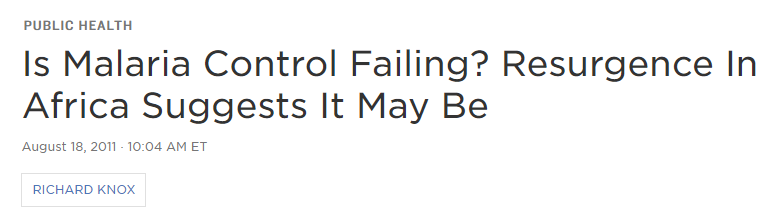 PUBLIC HEALTH
Is Malaria Control Failing? Resurgence In
Africa Suggests It May Be
August 18, 2011 · 10:04 AM ET
RICHARD KNOX